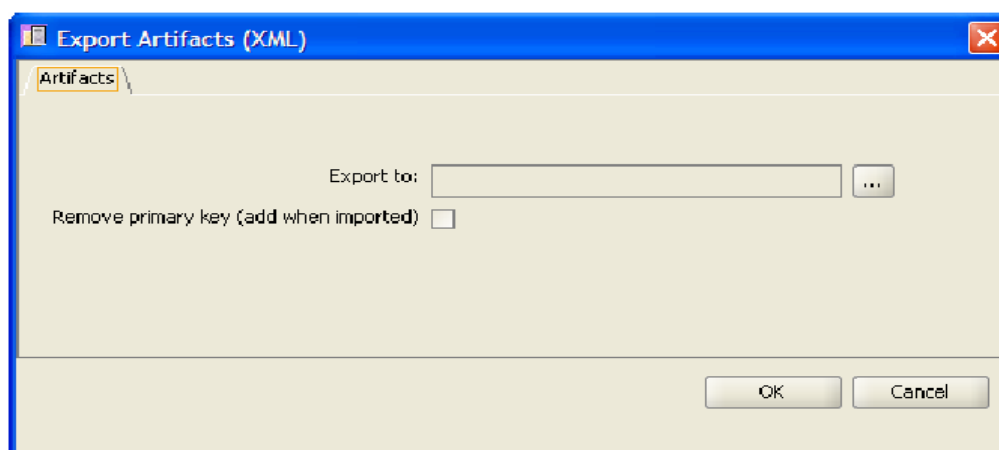 Export Artifacts (XML)
Artifacts
Export to:
...
Remove primary key (add when imported)
OK Cancel